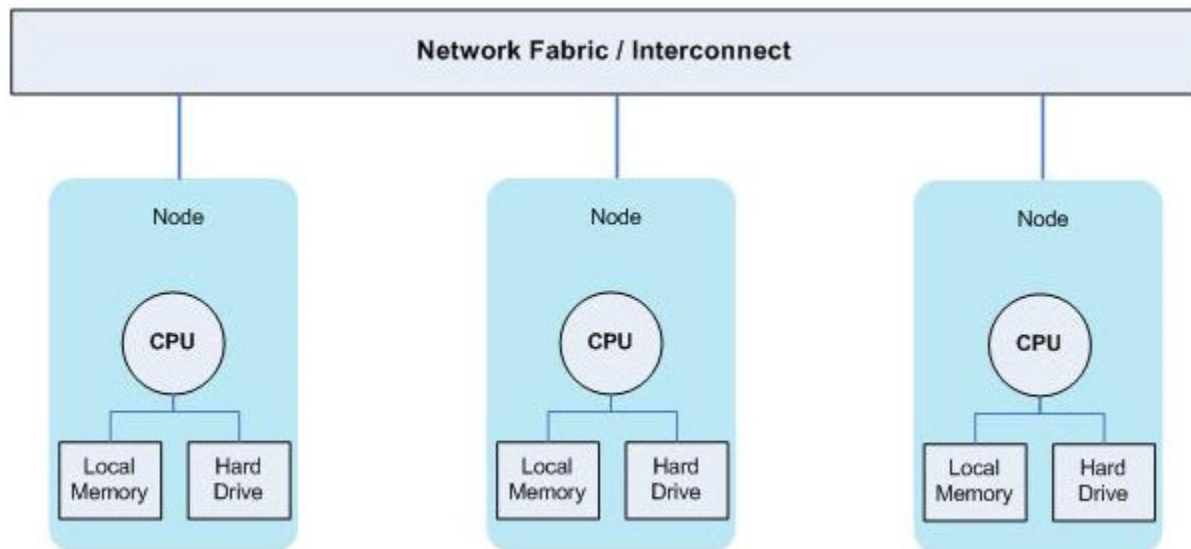 Network Fabric / Interconnect
Node
Node
Node
CPU
CPU
CPU
Local
Memory
Hard
Drive
Local
Memory
Hard
Drive
Local
Memory
Hard
Drive